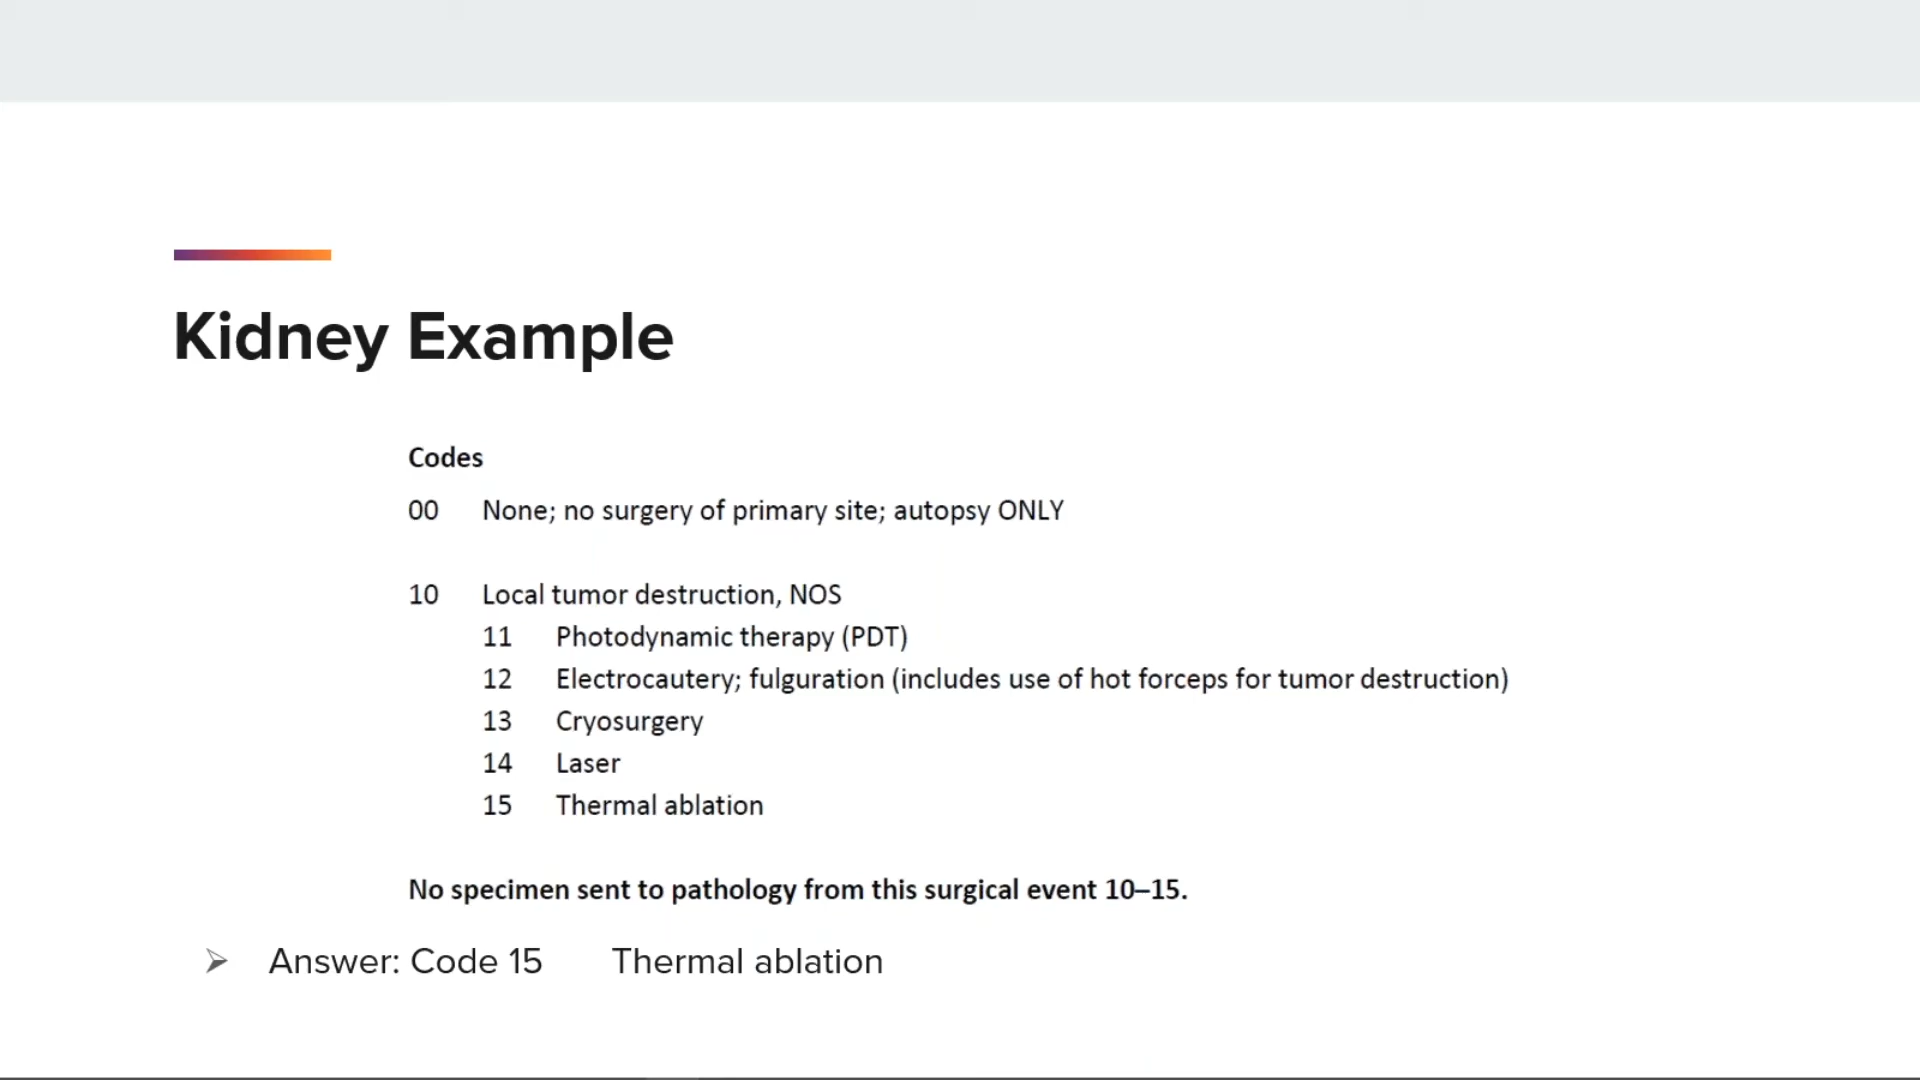 Kidney Example
Codes
00 None; no surgery of primary site; autopsy ONLY
10 Local tumor destruction, NOS
11 Photodynamic therapy (PDT)
12 Electrocautery; fulguration (includes use of hot forceps for tumor destruction)
13 Cryosurgery
14 Laser
15 Thermal ablation
No specimen sent to pathology from this surgical event 10–15.
➢ Answer: Code 15 Thermal ablation